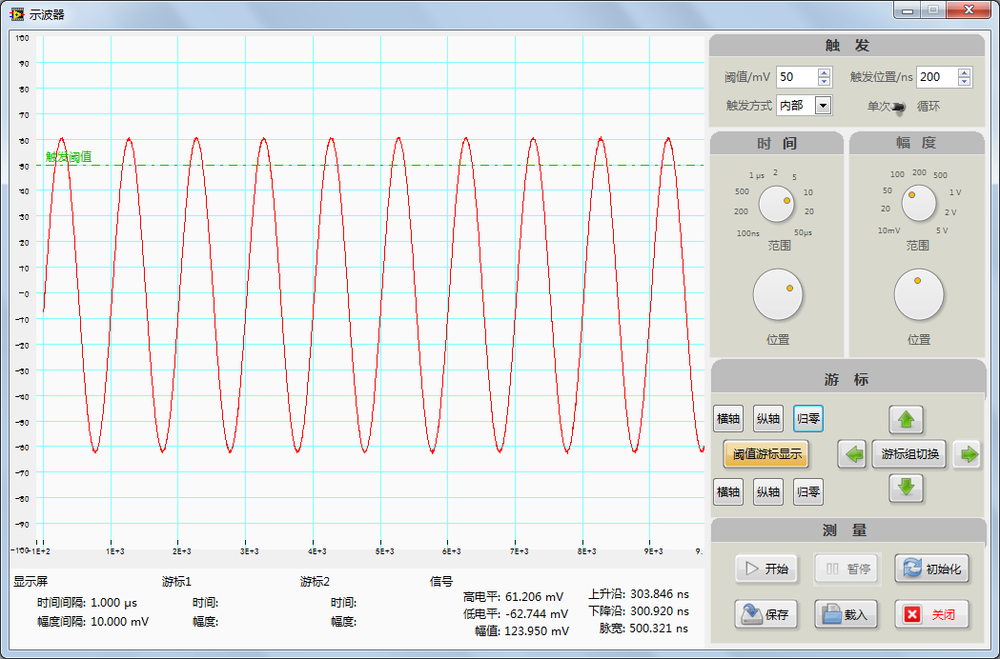 示波器
100
90
80
70
60
50
40
30
20
10
-0
-10
-20
-30
-40
-50
-60
-70
-80
-90
-100
触发阈值
-1E+2 1E+3 2E+3 3E+3 4E+3 5E+3 6E+3 7E+3 8E+3 9E+3 9.
显示屏
时间间隔: 1.000 µs
幅度间隔: 10.000 mV
游标1
时间:
幅度:
游标2
时间:
幅度:
信号
高电平: 61.206 mV
低电平: -62.744 mV
幅值: 123.950 mV
上升沿: 303.846 ns
下降沿: 300.920 ns
脉宽: 500.321 ns
触 发
阈值/mV 50 触发位置/ns 200
触发方式 内部 单次 循环
时 间
1 µs 2 5
500 10
200 20
100ns 50µs
范围
位置
幅 度
100 200 500
50 1 V
20 2 V
10mV 5 V
范围
位置
游 标
横轴 纵轴 归零
阈值游标显示 游标组切换
横轴 纵轴 归零
测 量
开始 暂停 初始化
保存 载入 关闭